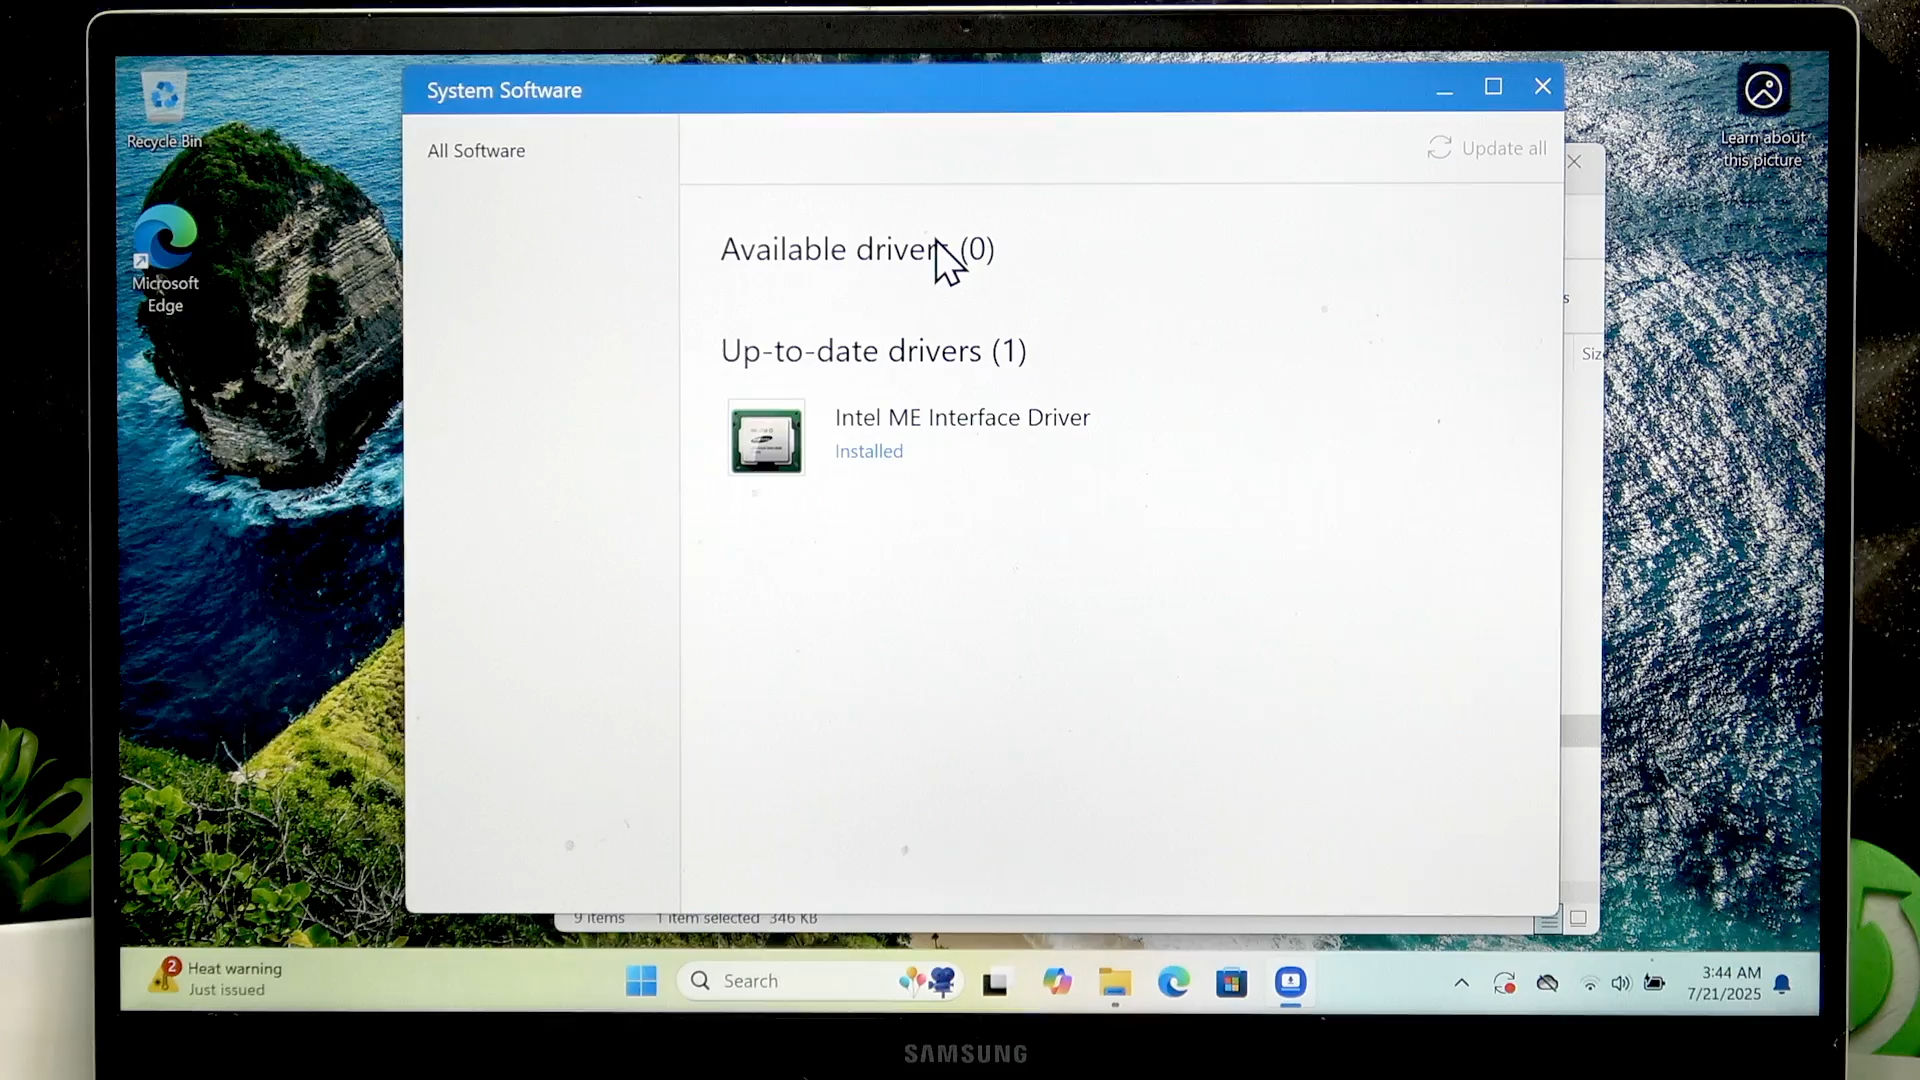 System Software
Recycle Bin
Learn about
this picture
All Software
Update all
Available drivers (0)
Microsoft
Edge
Up-to-date drivers (1)
Intel ME Interface Driver
Installed
9 items 1 item selected 346 KB
2
Heat warning
Just issued
Search
3:44 AM
7/21/2025
SAMSUNG